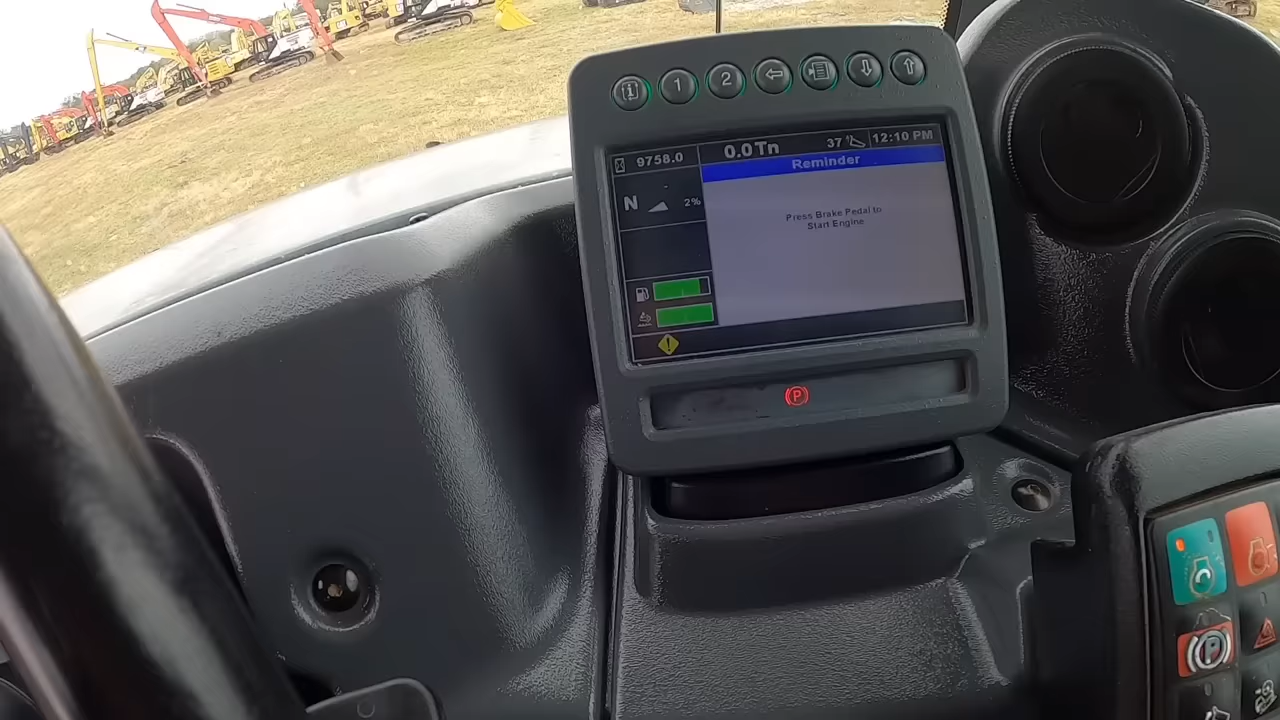 1
2
9758.0
0.0Tn
37
12:10 PM
Reminder
N
2%
Press Brake Pedal to
Start Engine
P
P